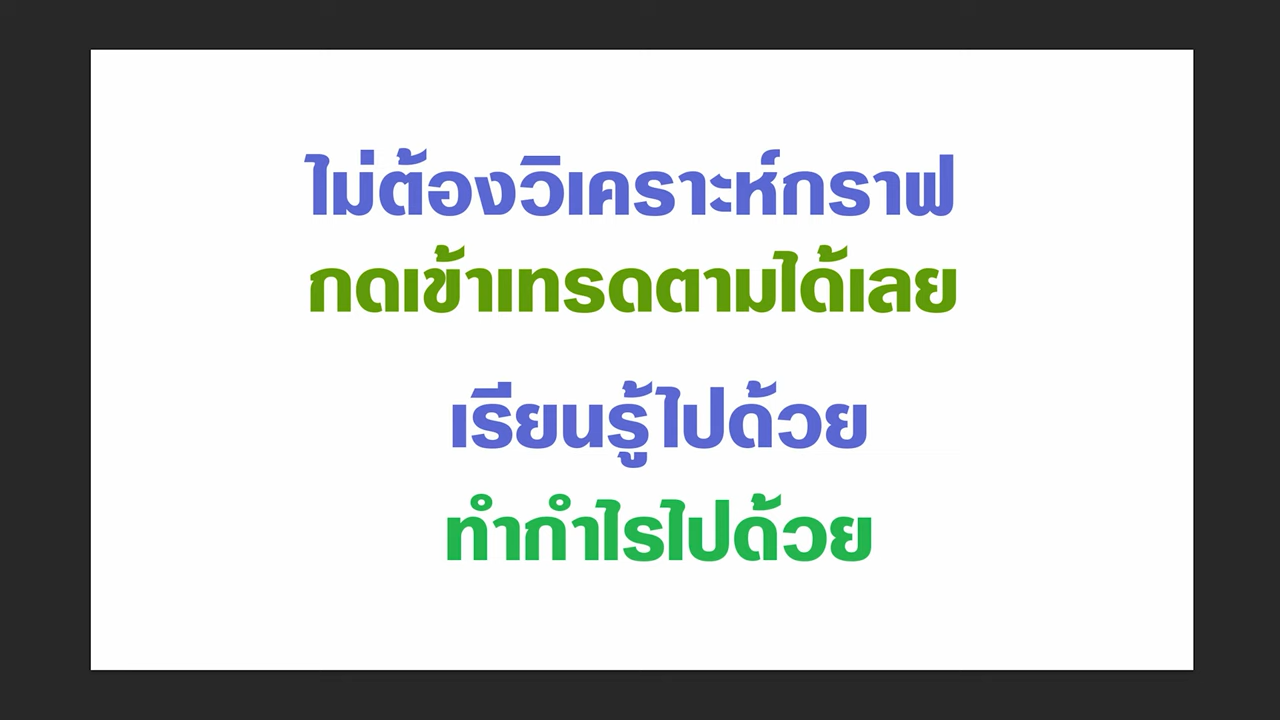 ไม่ต้องวิเคราะห์กราฟ
กดเข้าเทรดตามได้เลย
เรียนรู้ไปด้วย
ทำกำไรไปด้วย